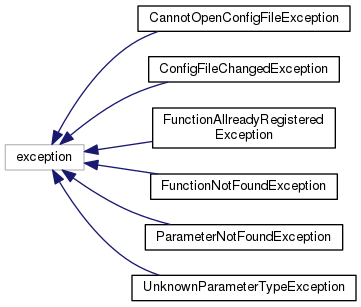 CannotOpenConfigFileException
ConfigFileChangedException
FunctionAllreadyRegistered
Exception
exception
FunctionNotFoundException
ParameterNotFoundException
UnknownParameterTypeException